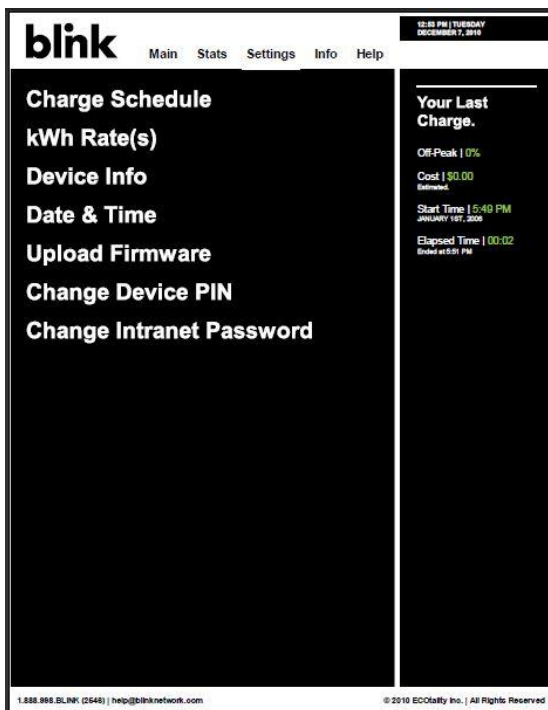 blink
Main Stats Settings Info Help
12:53 PM | TUESDAY
DECEMBER 7, 2010
Charge Schedule
kWh Rate(s)
Device Info
Date & Time
Upload Firmware
Change Device PIN
Change Intranet Password
Your Last
Charge.
Off-Peak | 0%
Cost | $0.00
Estimated.
Start Time | 5:49 PM
JANUARY 1ST, 2006
Elapsed Time | 00:02
Ended at 5:51 PM
1.888.998.BLINK (2546) | help@blinknetwork.com
© 2010 ECOtality Inc. | All Rights Reserved